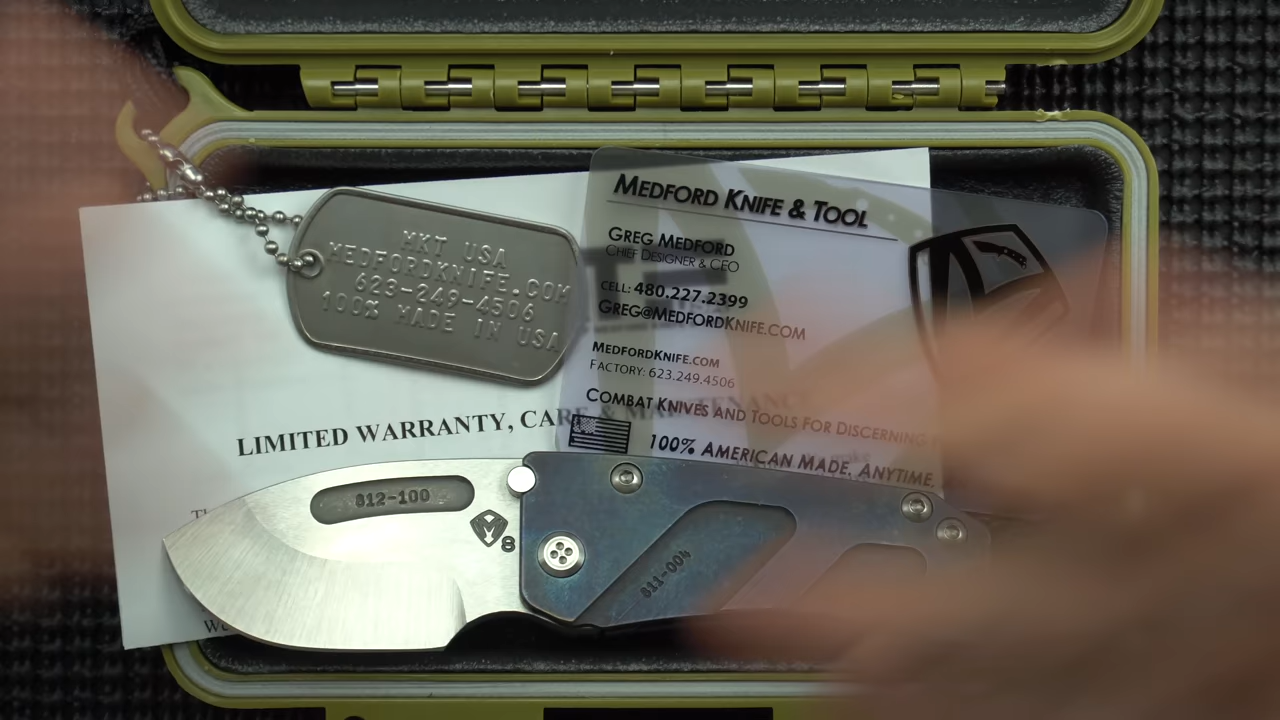 MKT USA
MEDFORDKNIFE.COM
623-249-4506
100% MADE IN USA
MEDFORD KNIFE & TOOL
GREG MEDFORD
CHIEF DESIGNER & CEO
CELL: 480.227.2399
GREG@MEDFORDKNIFE.COM
MEDFORDKNIFE.COM
FACTORY: 623.249.4506
COMBAT KNIVES AND TOOLS FOR DISCERNING
100% AMERICAN MADE. ANYTIME,
LIMITED WARRANTY, CARE & MAINTENANCE
812-100
8
811-004